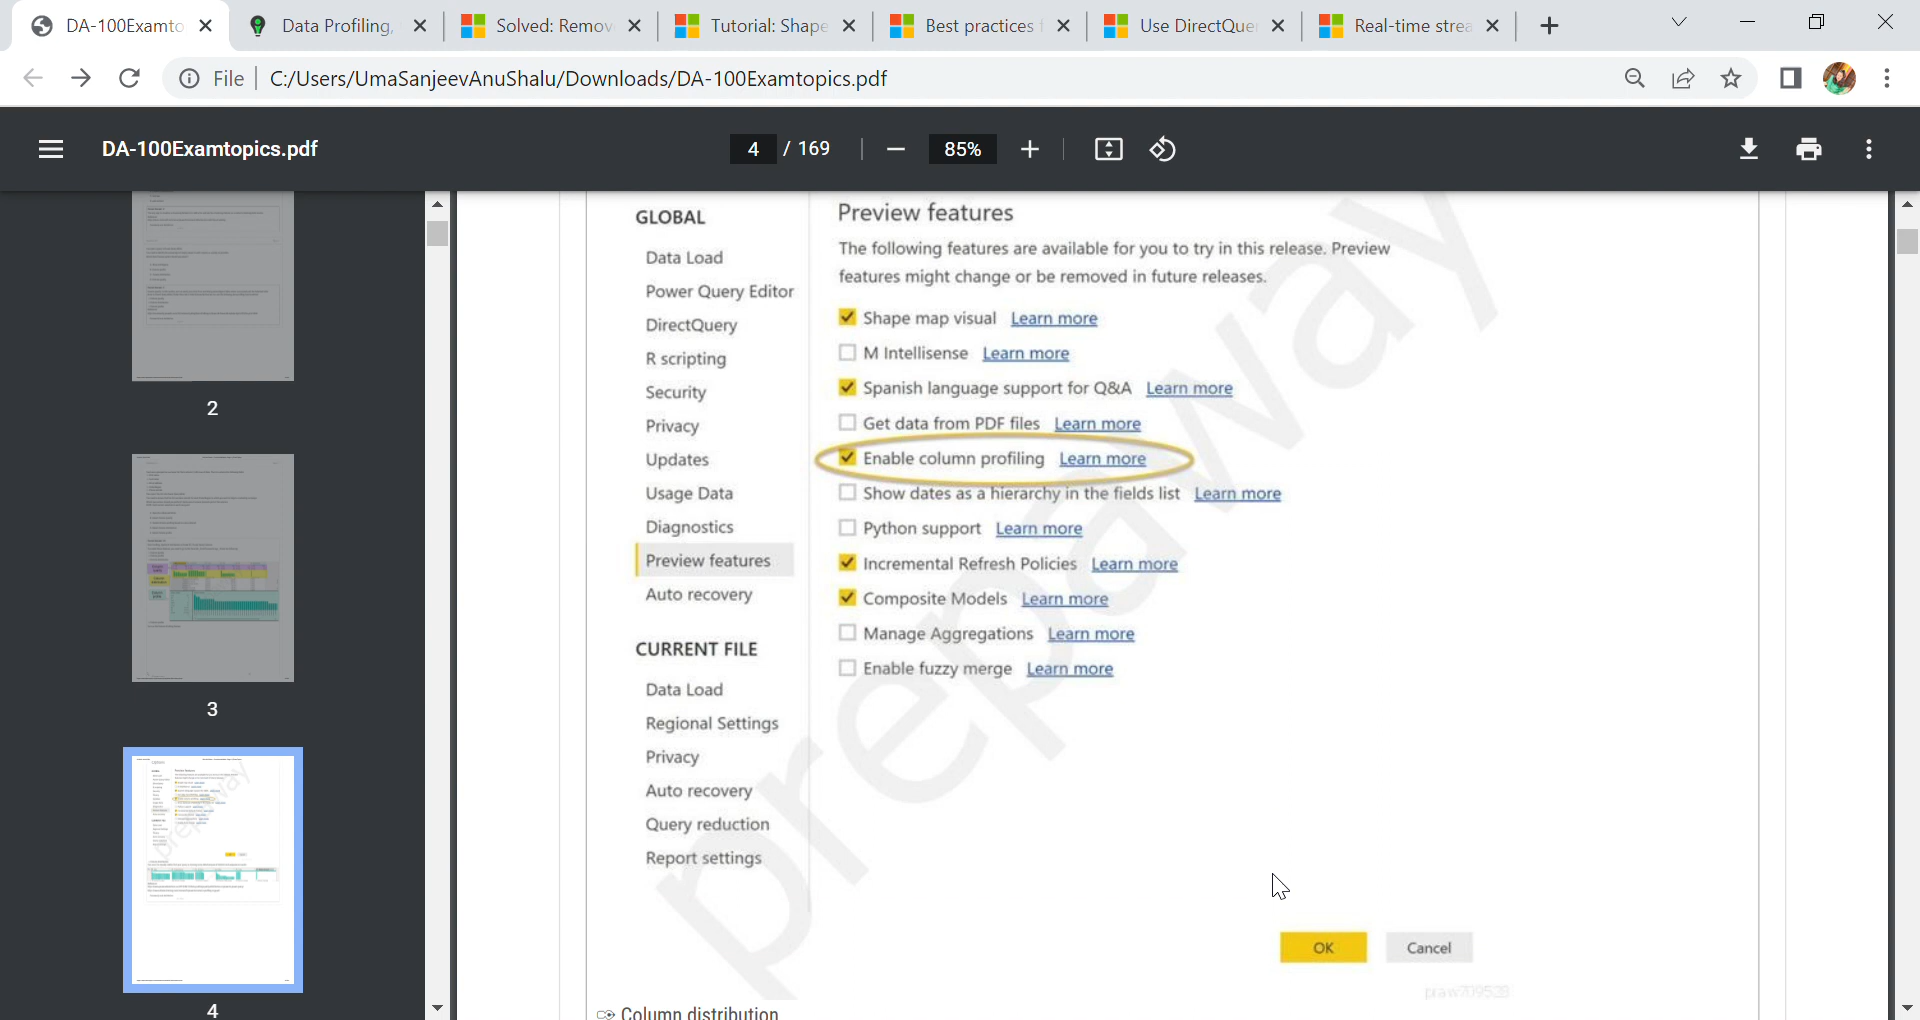 DA-100Examto
Data Profiling,
Solved: Remov
Tutorial: Shape
Best practices f
Use DirectQue
Real-time strea
File
C:/Users/UmaSanjeevAnuShalu/Downloads/DA-100Examtopics.pdf
DA-100Examtopics.pdf
4 / 169
85%
2
3
4
GLOBAL
Data Load
Power Query Editor
DirectQuery
R scripting
Security
Privacy
Updates
Usage Data
Diagnostics
Preview features
Auto recovery
CURRENT FILE
Data Load
Regional Settings
Privacy
Auto recovery
Query reduction
Report settings
Preview features
The following features are available for you to try in this release. Preview
features might change or be removed in future releases.
Shape map visual Learn more
M Intellisense Learn more
Spanish language support for Q&A Learn more
Get data from PDF files Learn more
Enable column profiling Learn more
Show dates as a hierarchy in the fields list Learn more
Python support Learn more
Incremental Refresh Policies Learn more
Composite Models Learn more
Manage Aggregations Learn more
Enable fuzzy merge Learn more
prepaway
OK
Cancel
Column distribution